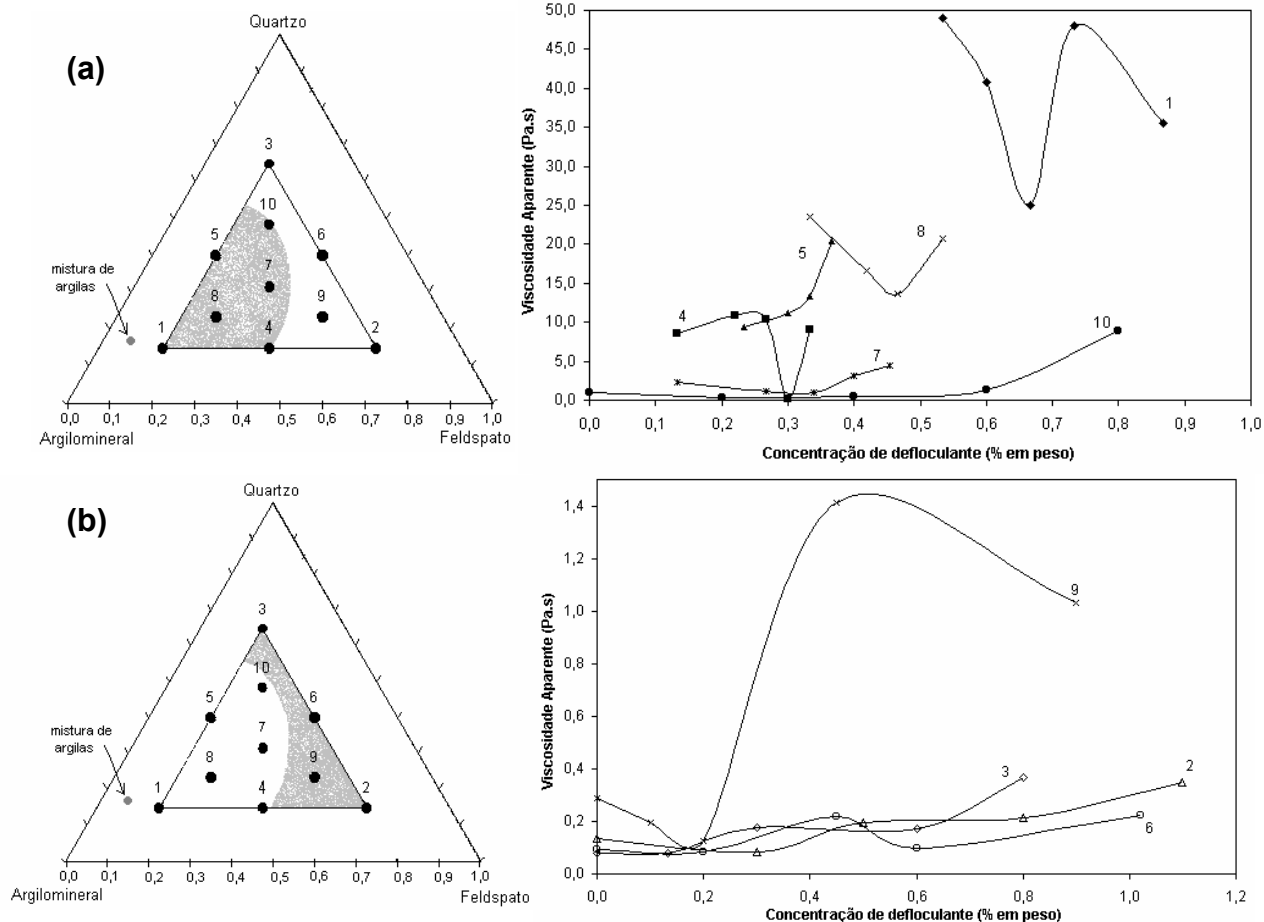 (a)
Quartzo
3
10
5
6
7
mistura de
argilas
8
9
1
4
2
0,0 0,1 0,2 0,3 0,4 0,5 0,6 0,7 0,8 0,9 1,0
Argilomineral
Feldspato
Viscosidade Aparente (Pa.s)
50,0
45,0
40,0
35,0
30,0
25,0
20,0
15,0
10,0
5,0
0,0
1
8
5
4
10
7
0,0 0,1 0,2 0,3 0,4 0,5 0,6 0,7 0,8 0,9 1,0
Concentração de defloculante (% em peso)
(b)
Quartzo
3
10
5
6
7
mistura de
argilas
8
9
1
4
2
0,0 0,1 0,2 0,3 0,4 0,5 0,6 0,7 0,8 0,9 1,0
Argilomineral
Feldspato
Viscosidade Aparente (Pa.s)
1,4
1,2
1,0
0,8
0,6
0,4
0,2
0,0
9
3
2
6
0,0 0,2 0,4 0,6 0,8 1,0 1,2
Concentração de defloculante (% em peso)